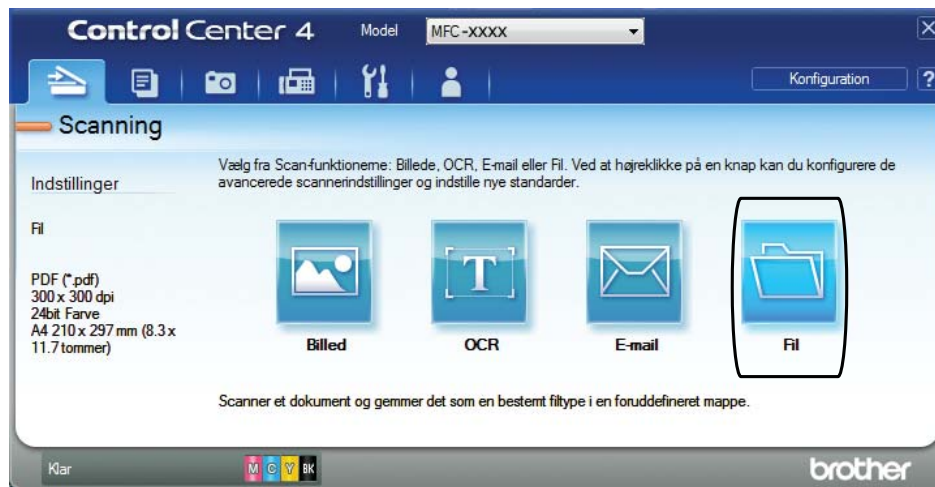 Control Center 4
Model
MFC-XXXX
Konfiguration
?
Scanning
Indstillinger
Fil
PDF (*.pdf)
300 x 300 dpi
24bit Farve
A4 210 x 297 mm (8.3 x
11.7 tommer)
Vælg fra Scan-funktionerne: Billede, OCR, E-mail eller Fil. Ved at højreklikke på en knap kan du konfigurere de
avancerede scannerindstillinger og indstille nye standarder.
T
Billed
OCR
E-mail
Fil
Scanner et dokument og gemmer det som en bestemt filtype i en foruddefineret mappe.
Klar
M C Y BK
brother